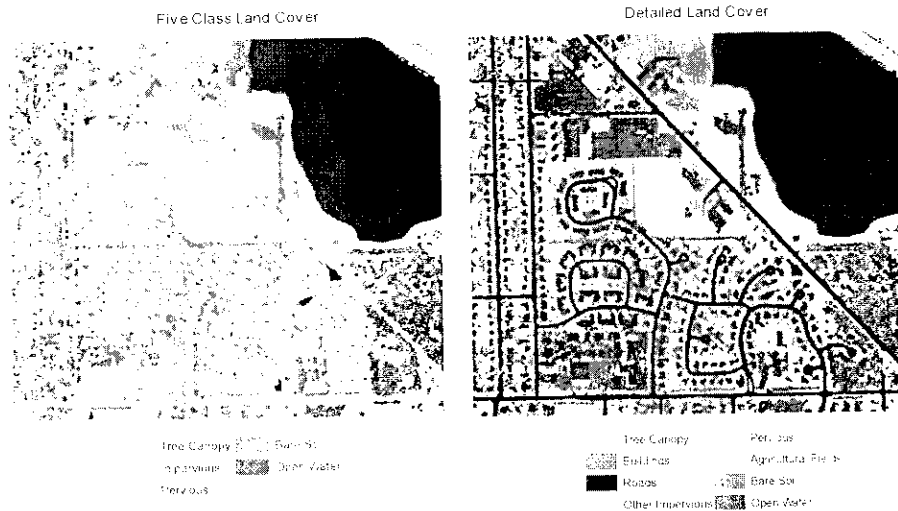 Five Class Land Cover
Detailed Land Cover
Tree Canopy Bare Soil
Impervious Open Water
Pervious
Tree Canopy Pervious
Buildings Agricultural Fields
Roads Bare Soil
Other Impervious Open Water